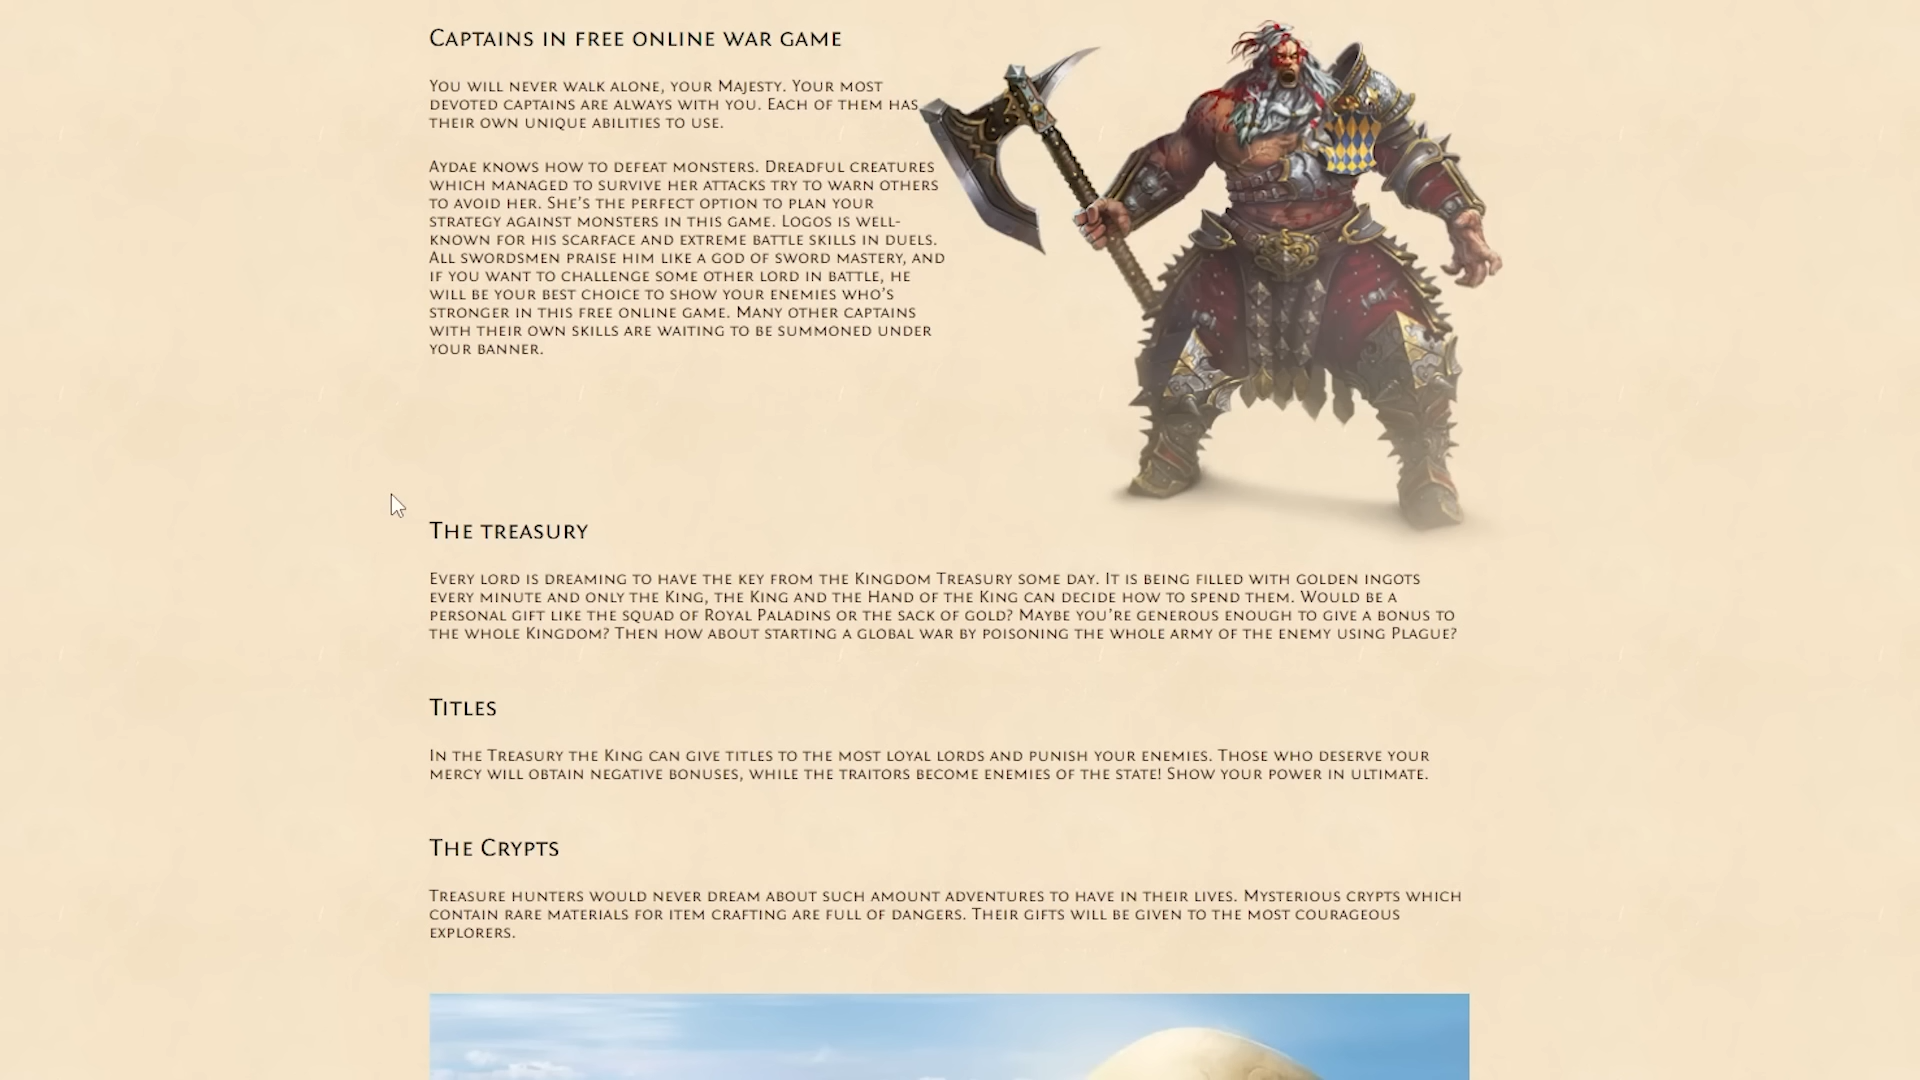 Captains in free online war game
You will never walk alone, your Majesty. Your most
devoted captains are always with you. Each of them has
their own unique abilities to use.
Aydae knows how to defeat monsters. Dreadful creatures
which managed to survive her attacks try to warn others
to avoid her. She's the perfect option to plan your
strategy against monsters in this game. Logos is well-
known for his scarface and extreme battle skills in duels.
All swordsmen praise him like a god of sword mastery, and
if you want to challenge some other lord in battle, he
will be your best choice to show your enemies who's
stronger in this free online game. Many other captains
with their own skills are waiting to be summoned under
your banner.
The treasury
Every lord is dreaming to have the key from the Kingdom Treasury some day. It is being filled with golden ingots
every minute and only the King, the King and the Hand of the King can decide how to spend them. Would be a
personal gift like the squad of Royal Paladins or the sack of gold? Maybe you're generous enough to give a bonus to
the whole Kingdom? Then how about starting a global war by poisoning the whole army of the enemy using Plague?
Titles
In the Treasury the King can give titles to the most loyal lords and punish your enemies. Those who deserve your
mercy will obtain negative bonuses, while the traitors become enemies of the state! Show your power in ultimate.
The Crypts
Treasure hunters would never dream about such amount adventures to have in their lives. Mysterious crypts which
contain rare materials for item crafting are full of dangers. Their gifts will be given to the most courageous
explorers.